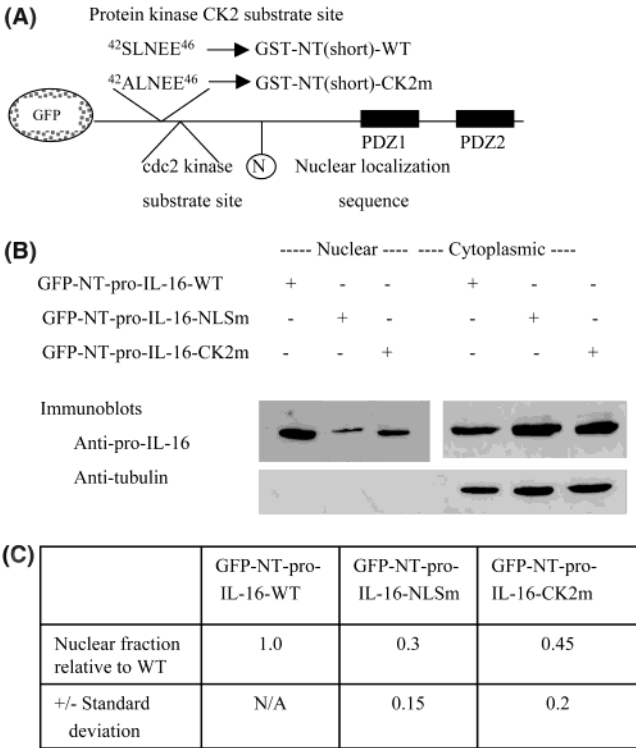 (A) Protein kinase CK2 substrate site
⁴²SLNEE⁴⁶ GST-NT(short)-WT
⁴²ALNEE⁴⁶ GST-NT(short)-CK2m
GFP
PDZ1 PDZ2
cdc2 kinase N Nuclear localization
substrate site sequence
(B) ----- Nuclear ---- ---- Cytoplasmic ----
GFP-NT-pro-IL-16-WT + - - + - -
GFP-NT-pro-IL-16-NLSm - + - - + -
GFP-NT-pro-IL-16-CK2m - - + - - +
Immunoblots
Anti-pro-IL-16
Anti-tubulin
(C)
GFP-NT-pro- GFP-NT-pro- GFP-NT-pro-
IL-16-WT IL-16-NLSm IL-16-CK2m
Nuclear fraction
relative to WT 1.0 0.3 0.45
+/- Standard
deviation N/A 0.15 0.2